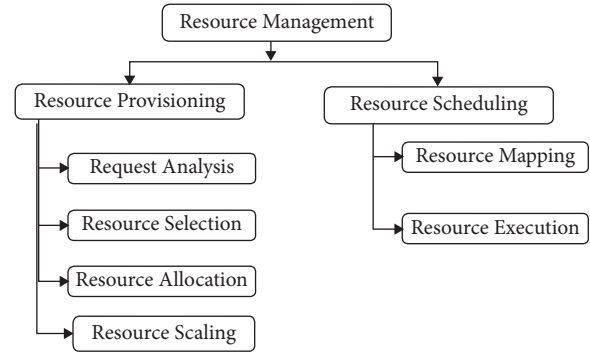 Resource Management
Resource Provisioning
Resource Scheduling
Request Analysis
Resource Mapping
Resource Selection
Resource Execution
Resource Allocation
Resource Scaling